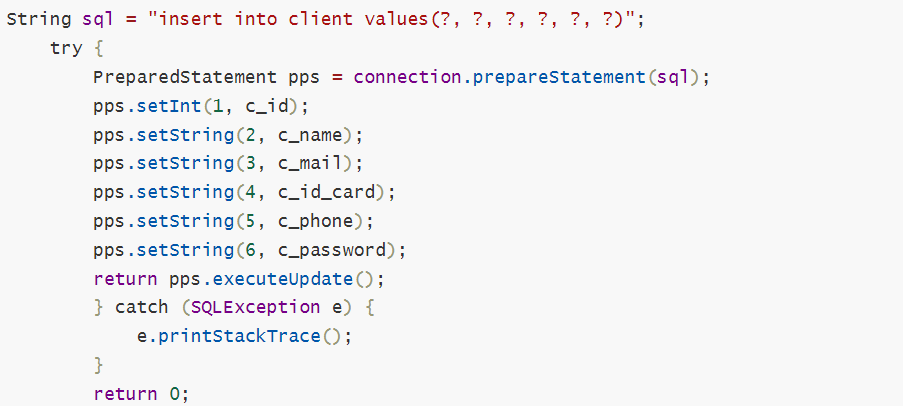 String sql = "insert into client values(?, ?, ?, ?, ?, ?)";
    try {
        PreparedStatement pps = connection.prepareStatement(sql);
        pps.setInt(1, c_id);
        pps.setString(2, c_name);
        pps.setString(3, c_mail);
        pps.setString(4, c_id_card);
        pps.setString(5, c_phone);
        pps.setString(6, c_password);
        return pps.executeUpdate();
        } catch (SQLException e) {
            e.printStackTrace();
        }
        return 0;